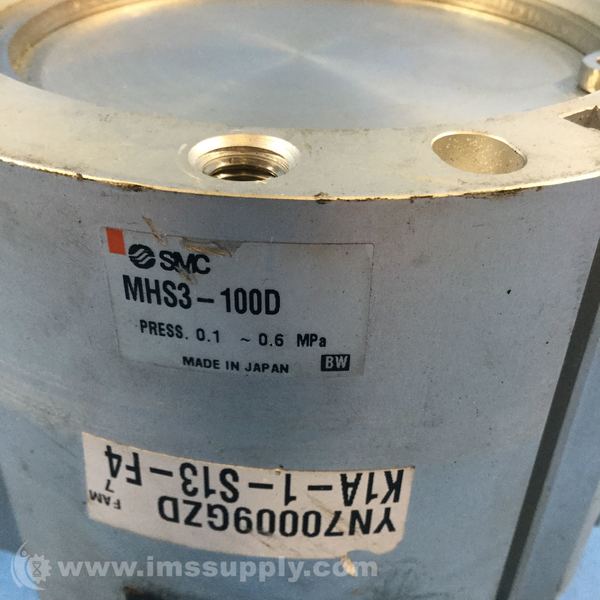 SMC
MHS3-100D
PRESS. 0.1 ~ 0.6 MPa
MADE IN JAPAN BW
YN70009GZD
K1A-1-S13-F4
FAM 7
www.imssupply.com